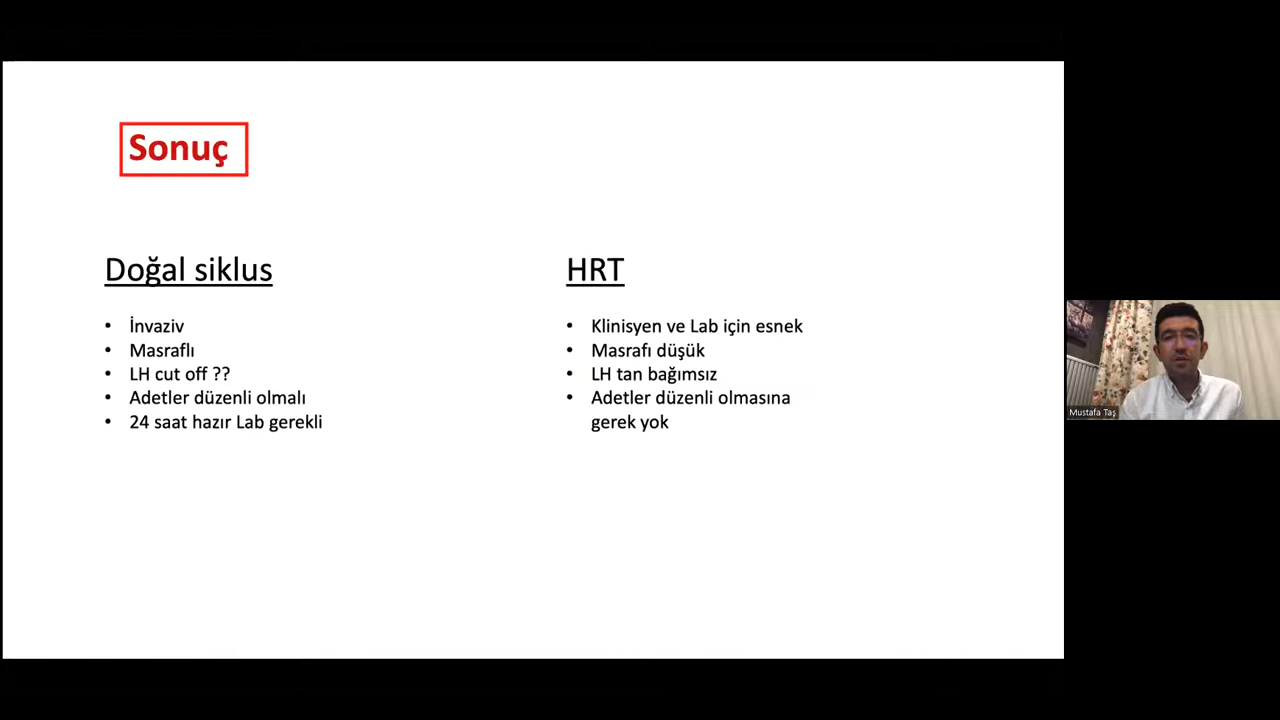 Sonuç
Doğal siklus
• İnvaziv
• Masraflı
• LH cut off ??
• Adetler düzenli olmalı
• 24 saat hazır Lab gerekli
HRT
• Klinisyen ve Lab için esnek
• Masrafı düşük
• LH tan bağımsız
• Adetler düzenli olmasına
gerek yok
Mustafa Taş